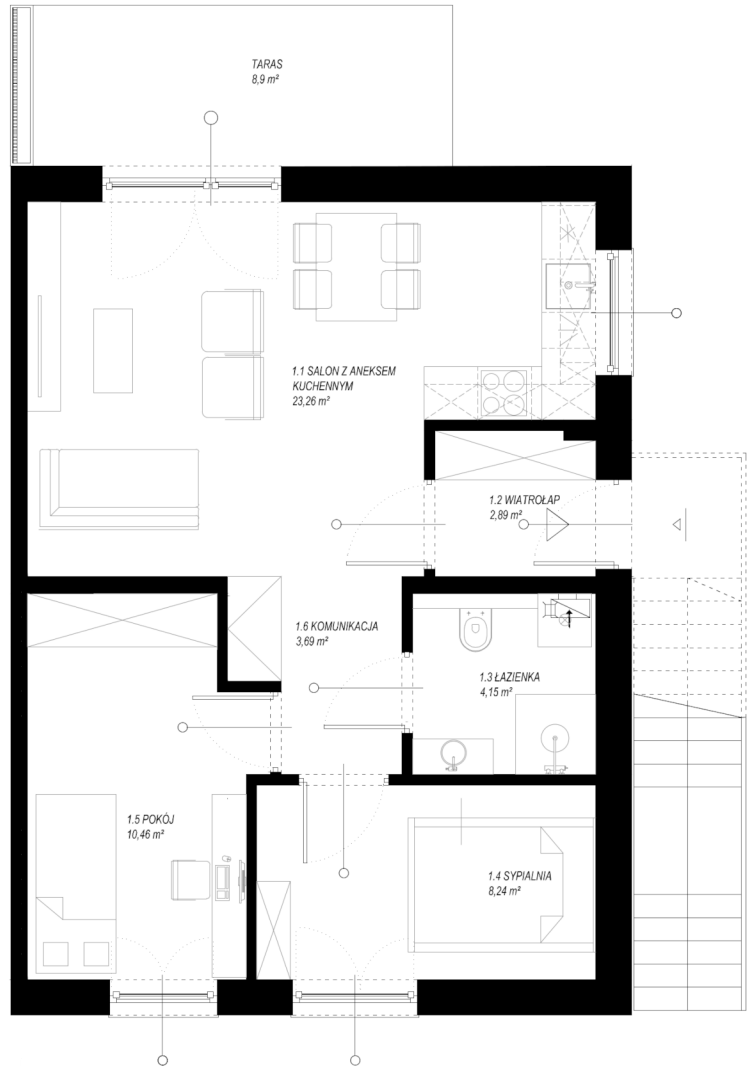 TARAS
8,9 m²
1.1 SALON Z ANEKSEM
KUCHENNYM
23,26 m²
1.2 WIATROŁAP
2,89 m²
1.6 KOMUNIKACJA
3,69 m²
1.3 ŁAZIENKA
4,15 m²
1.5 POKÓJ
10,46 m²
1.4 SYPIALNIA
8,24 m²